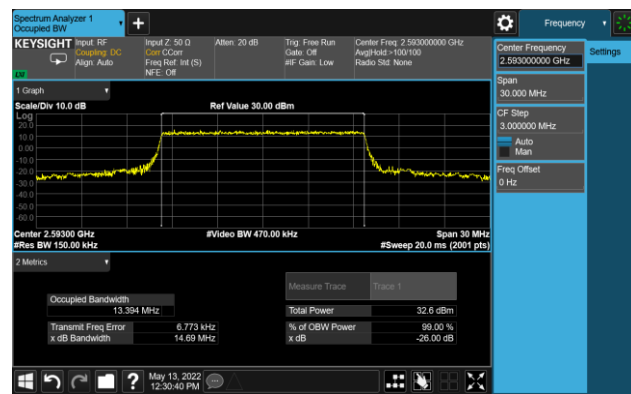 Spectrum Analyzer 1
Occupied BW
Frequency
KEYSIGHT
Input: RF
Coupling: DC
Align: Auto
Input Z: 50 Ω
Corr CCorr
Freq Ref: Int (S)
NFE: Off
Atten: 20 dB
Trig: Free Run
Gate: Off
#IF Gain: Low
Center Freq: 2.593000000 GHz
Avg|Hold:>100/100
Radio Std: None
Center Frequency
2.593000000 GHz
Settings
Span
30.000 MHz
CF Step
3.000000 MHz
Auto
Man
Freq Offset
0 Hz
1 Graph
Scale/Div 10.0 dB
Ref Value 30.00 dBm
Log
20.0
10.0
0.00
-10.0
-20.0
-30.0
-40.0
-50.0
-60.0
Center 2.59300 GHz
#Video BW 470.00 kHz
Span 30 MHz
#Res BW 150.00 kHz
#Sweep 20.0 ms (2001 pts)
2 Metrics
Measure Trace
Trace 1
Occupied Bandwidth
13.394 MHz
Total Power
32.6 dBm
Transmit Freq Error
6.773 kHz
% of OBW Power
99.00 %
x dB Bandwidth
14.69 MHz
x dB
-26.00 dB
?
May 13, 2022
12:30:40 PM